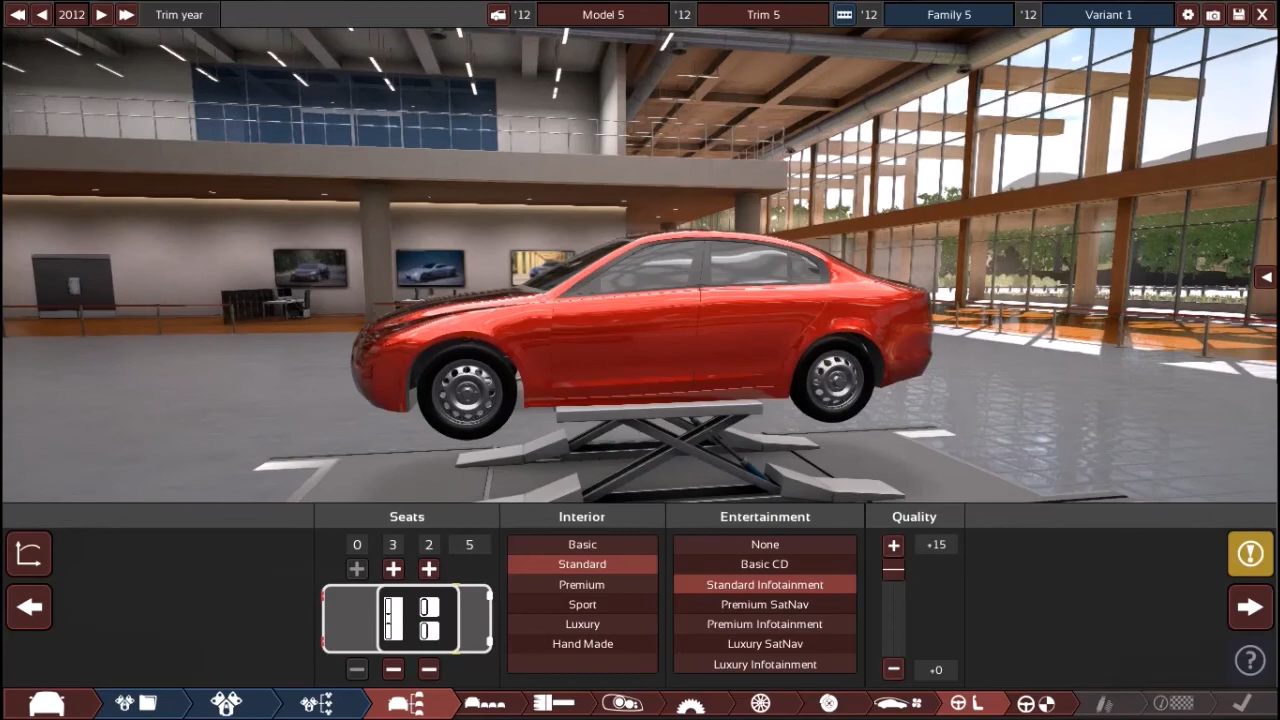 2012 Trim year '12 Model 5 '12 Trim 5 '12 Family 5 '12 Variant 1
Seats Interior Entertainment Quality
0 3 2 5 Basic None +15
Standard Basic CD
Premium Standard Infotainment
Sport Premium SatNav
Luxury Premium Infotainment
Hand Made Luxury SatNav
Luxury Infotainment +0